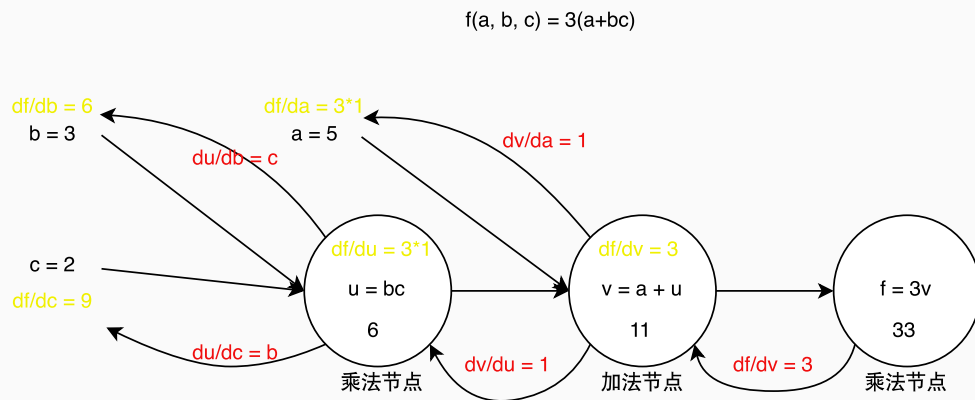 f(a, b, c) = 3(a+bc)
df/db = 6
b = 3
df/da = 3*1
a = 5
dv/da = 1
du/db = c
c = 2
df/dc = 9
df/du = 3*1
u = bc
6
df/dv = 3
v = a + u
11
f = 3v
33
du/dc = b
dv/du = 1
df/dv = 3
乘法节点
加法节点
乘法节点